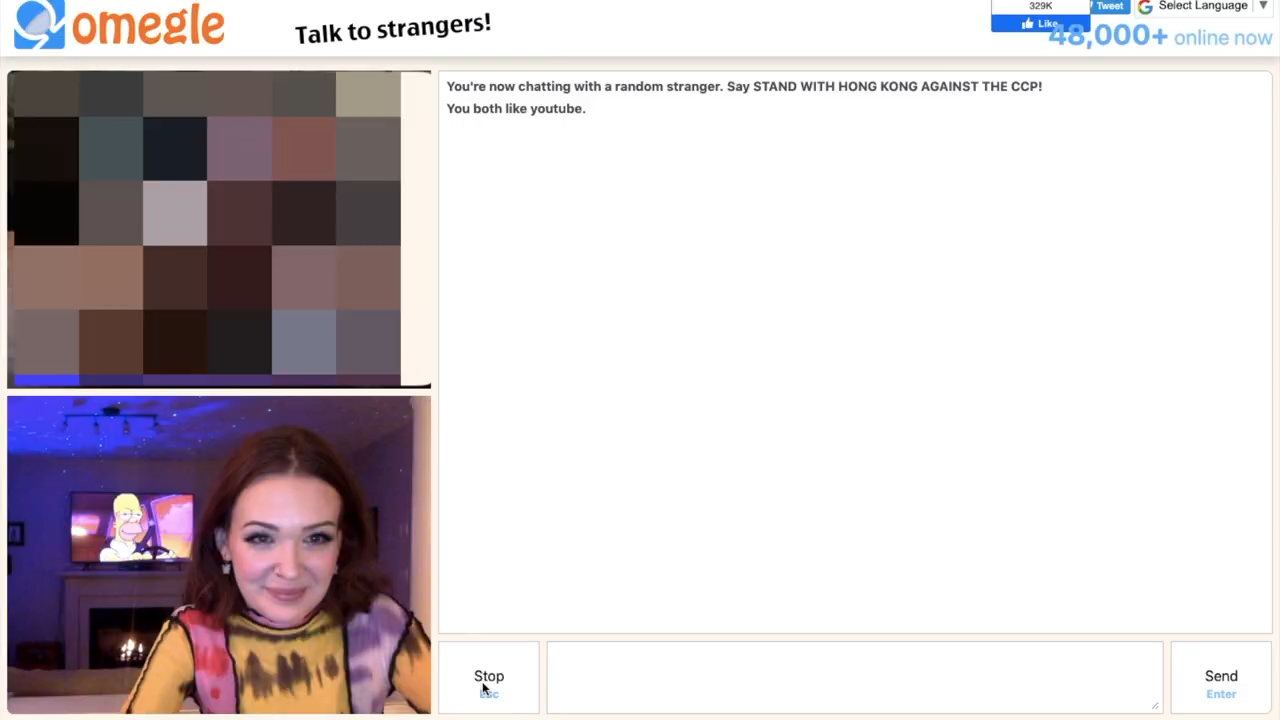 omegle
Talk to strangers!
329K
Like
Tweet
Select Language ▼
48,000+ online now
You're now chatting with a random stranger. Say STAND WITH HONG KONG AGAINST THE CCP!
You both like youtube.
Stop
Esc
Send
Enter